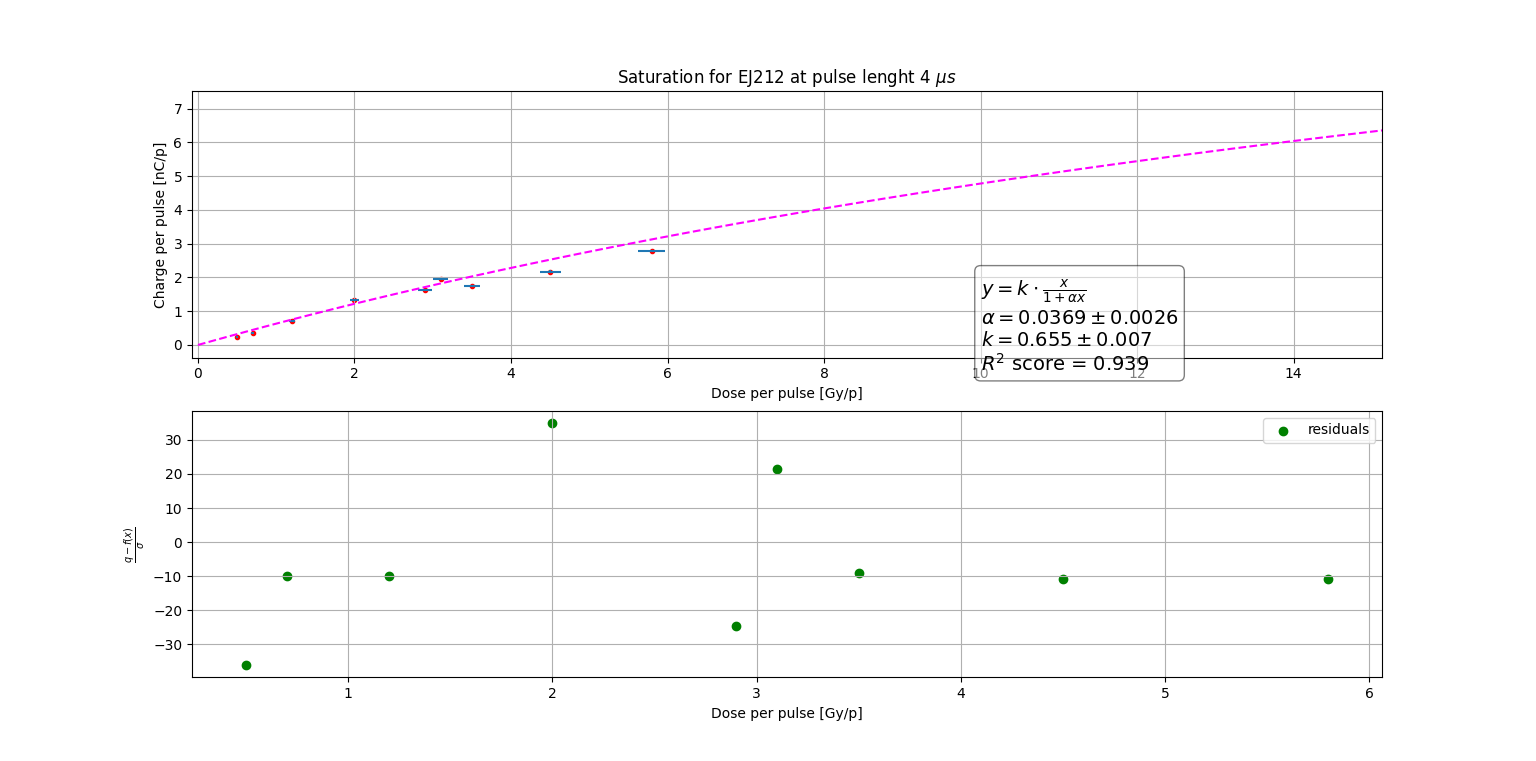 Saturation for EJ212 at pulse lenght 4 μs
Charge per pulse [nC/p]
7
6
5
4
3
2
1
0
0 2 4 6 8 10 12 14
Dose per pulse [Gy/p]
y = k · x / (1 + αx)
α = 0.0369 ± 0.0026
k = 0.655 ± 0.007
R² score = 0.939
residuals
(q − f(x)) / σ
30
20
10
0
−10
−20
−30
1 2 3 4 5 6
Dose per pulse [Gy/p]